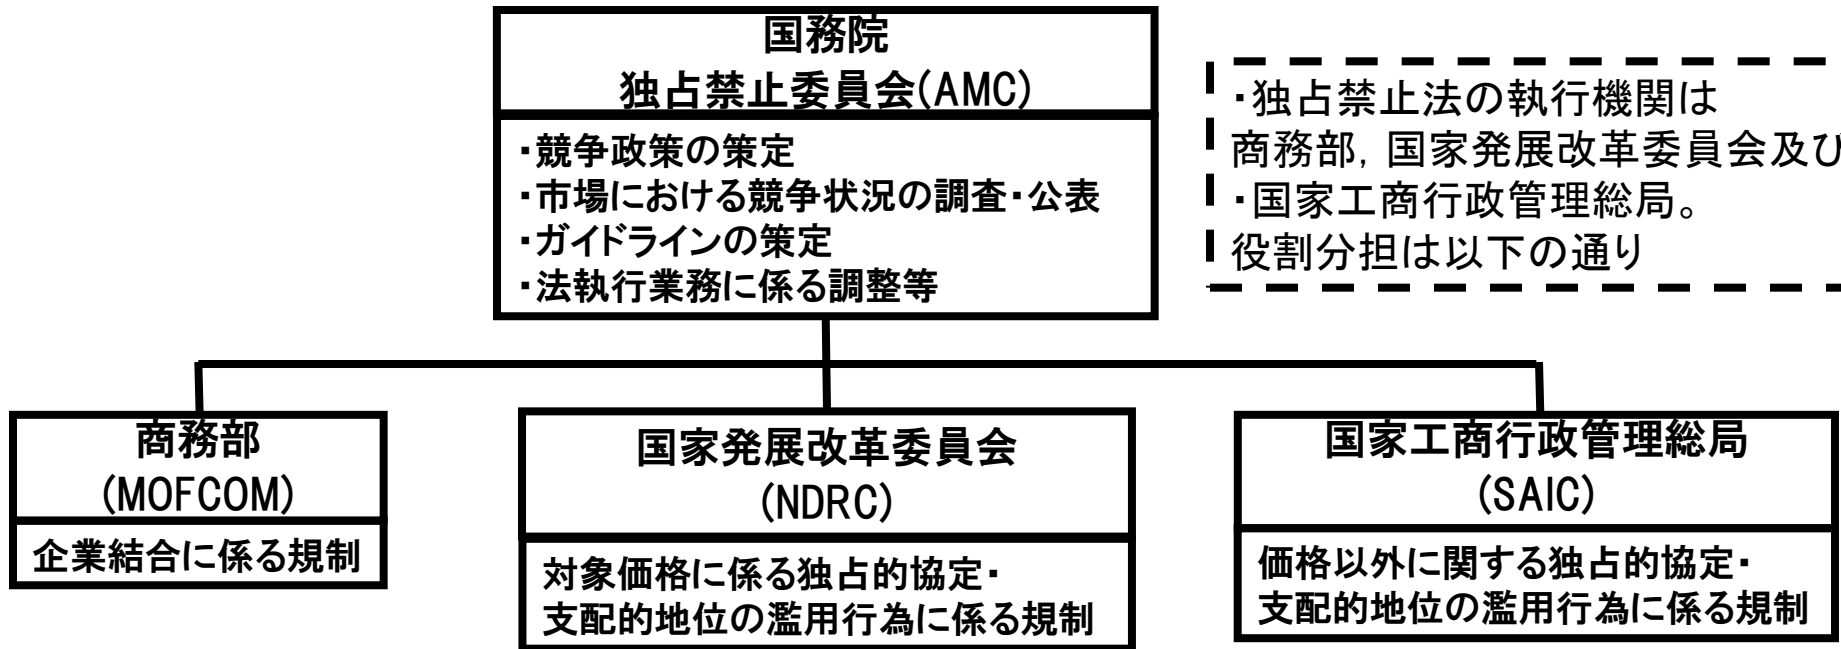 国務院
独占禁止委員会(AMC)
・競争政策の策定
・市場における競争状況の調査・公表
・ガイドラインの策定
・法執行業務に係る調整等
・独占禁止法の執行機関は
商務部，国家発展改革委員会及び
・国家工商行政管理総局。
役割分担は以下の通り
商務部
(MOFCOM)
企業結合に係る規制
国家発展改革委員会
(NDRC)
対象価格に係る独占的協定・
支配的地位の濫用行為に係る規制
国家工商行政管理総局
(SAIC)
価格以外に関する独占的協定・
支配的地位の濫用行為に係る規制